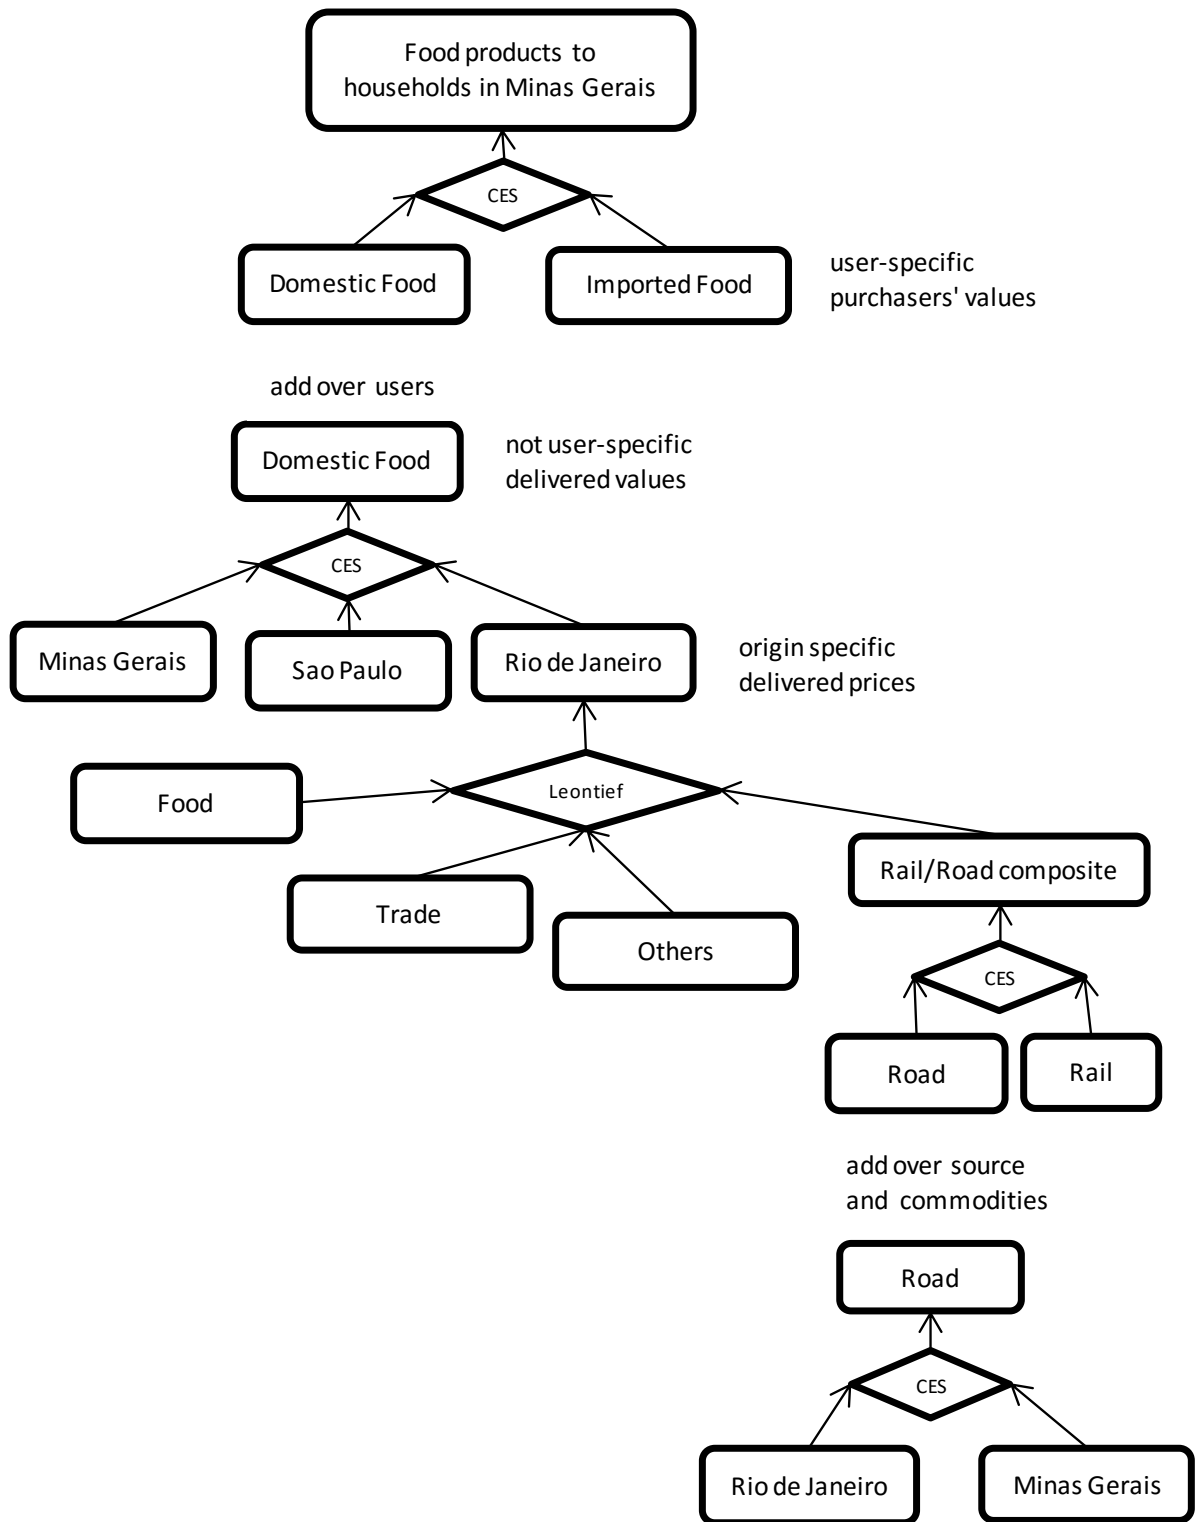 Food products to
households in Minas Gerais
CES
Domestic Food
Imported Food
user-specific
purchasers' values
add over users
Domestic Food
not user-specific
delivered values
CES
Minas Gerais
Sao Paulo
Rio de Janeiro
origin specific
delivered prices
Food
Leontief
Trade
Others
Rail/Road composite
CES
Road
Rail
add over source
and commodities
Road
CES
Rio de Janeiro
Minas Gerais